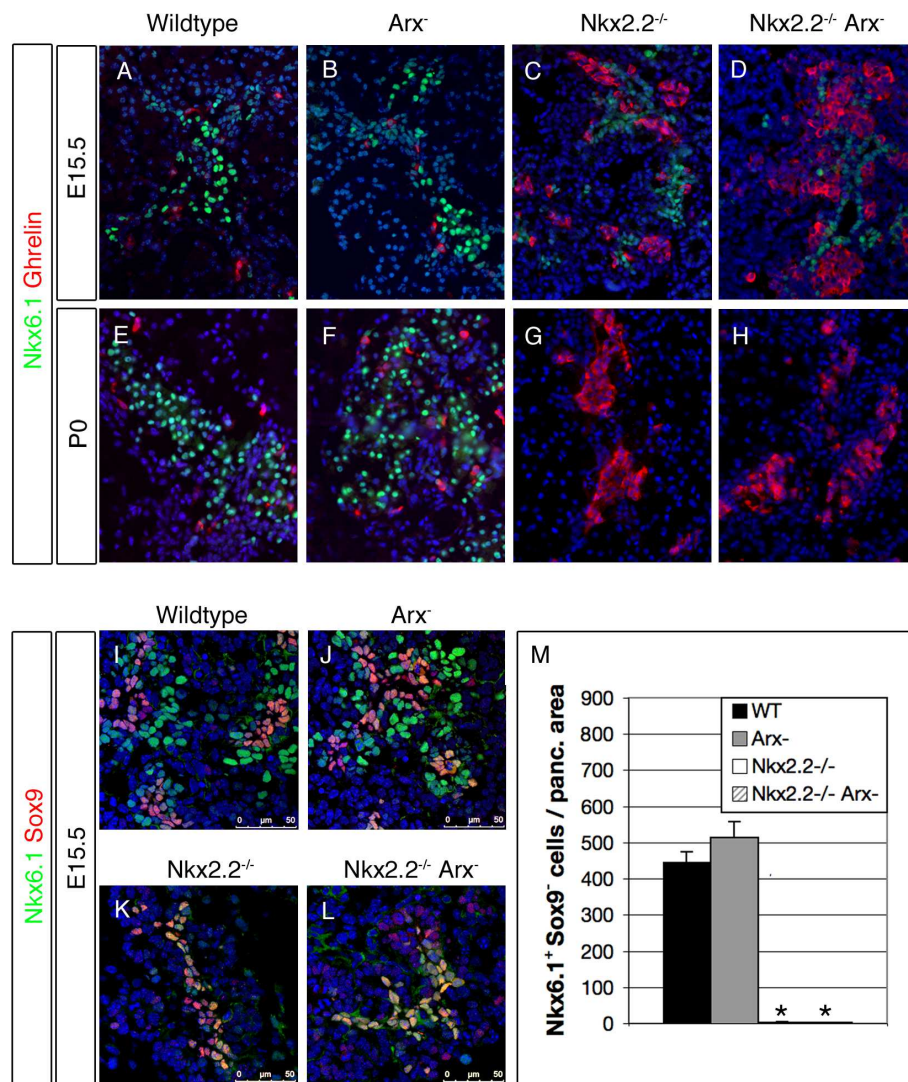 Wildtype Arx⁻ Nkx2.2⁻/⁻ Nkx2.2⁻/⁻ Arx⁻
Nkx6.1 Ghrelin
E15.5
A B C D
P0
E F G H
Wildtype Arx⁻
Nkx6.1 Sox9
E15.5
I J
0 µm 50 0 µm 50
Nkx2.2⁻/⁻ Nkx2.2⁻/⁻ Arx⁻
K L
0 µm 50 0 µm 50
M
Nkx6.1⁺ Sox9⁻ cells / panc. area
900
800
700
600
500
400
300
200
100
0
WT
Arx-
Nkx2.2-/-
Nkx2.2-/- Arx-
* *